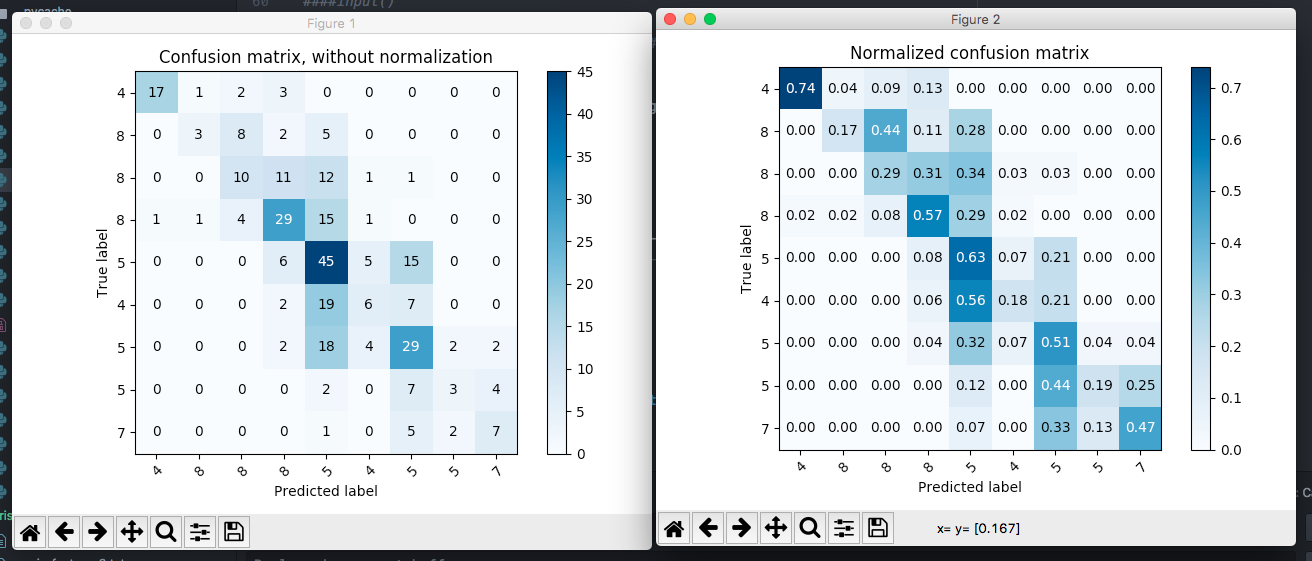 pycache
60 ####input()
Figure 1
Confusion matrix, without normalization
4 17 1 2 3 0 0 0 0 0
8 0 3 8 2 5 0 0 0 0
8 0 0 10 11 12 1 1 0 0
8 1 1 4 29 15 1 0 0 0
5 0 0 0 6 45 5 15 0 0
4 0 0 0 2 19 6 7 0 0
5 0 0 0 2 18 4 29 2 2
5 0 0 0 0 2 0 7 3 4
7 0 0 0 0 1 0 5 2 7
4 8 8 8 5 4 5 5 7
True label
Predicted label
45
40
35
30
25
20
15
10
5
0
Figure 2
Normalized confusion matrix
4 0.74 0.04 0.09 0.13 0.00 0.00 0.00 0.00 0.00
8 0.00 0.17 0.44 0.11 0.28 0.00 0.00 0.00 0.00
8 0.00 0.00 0.29 0.31 0.34 0.03 0.03 0.00 0.00
8 0.02 0.02 0.08 0.57 0.29 0.02 0.00 0.00 0.00
5 0.00 0.00 0.00 0.08 0.63 0.07 0.21 0.00 0.00
4 0.00 0.00 0.00 0.06 0.56 0.18 0.21 0.00 0.00
5 0.00 0.00 0.00 0.04 0.32 0.07 0.51 0.04 0.04
5 0.00 0.00 0.00 0.00 0.12 0.00 0.44 0.19 0.25
7 0.00 0.00 0.00 0.00 0.07 0.00 0.33 0.13 0.47
4 8 8 8 5 4 5 5 7
True label
Predicted label
0.7
0.6
0.5
0.4
0.3
0.2
0.1
0.0
x= y= [0.167]